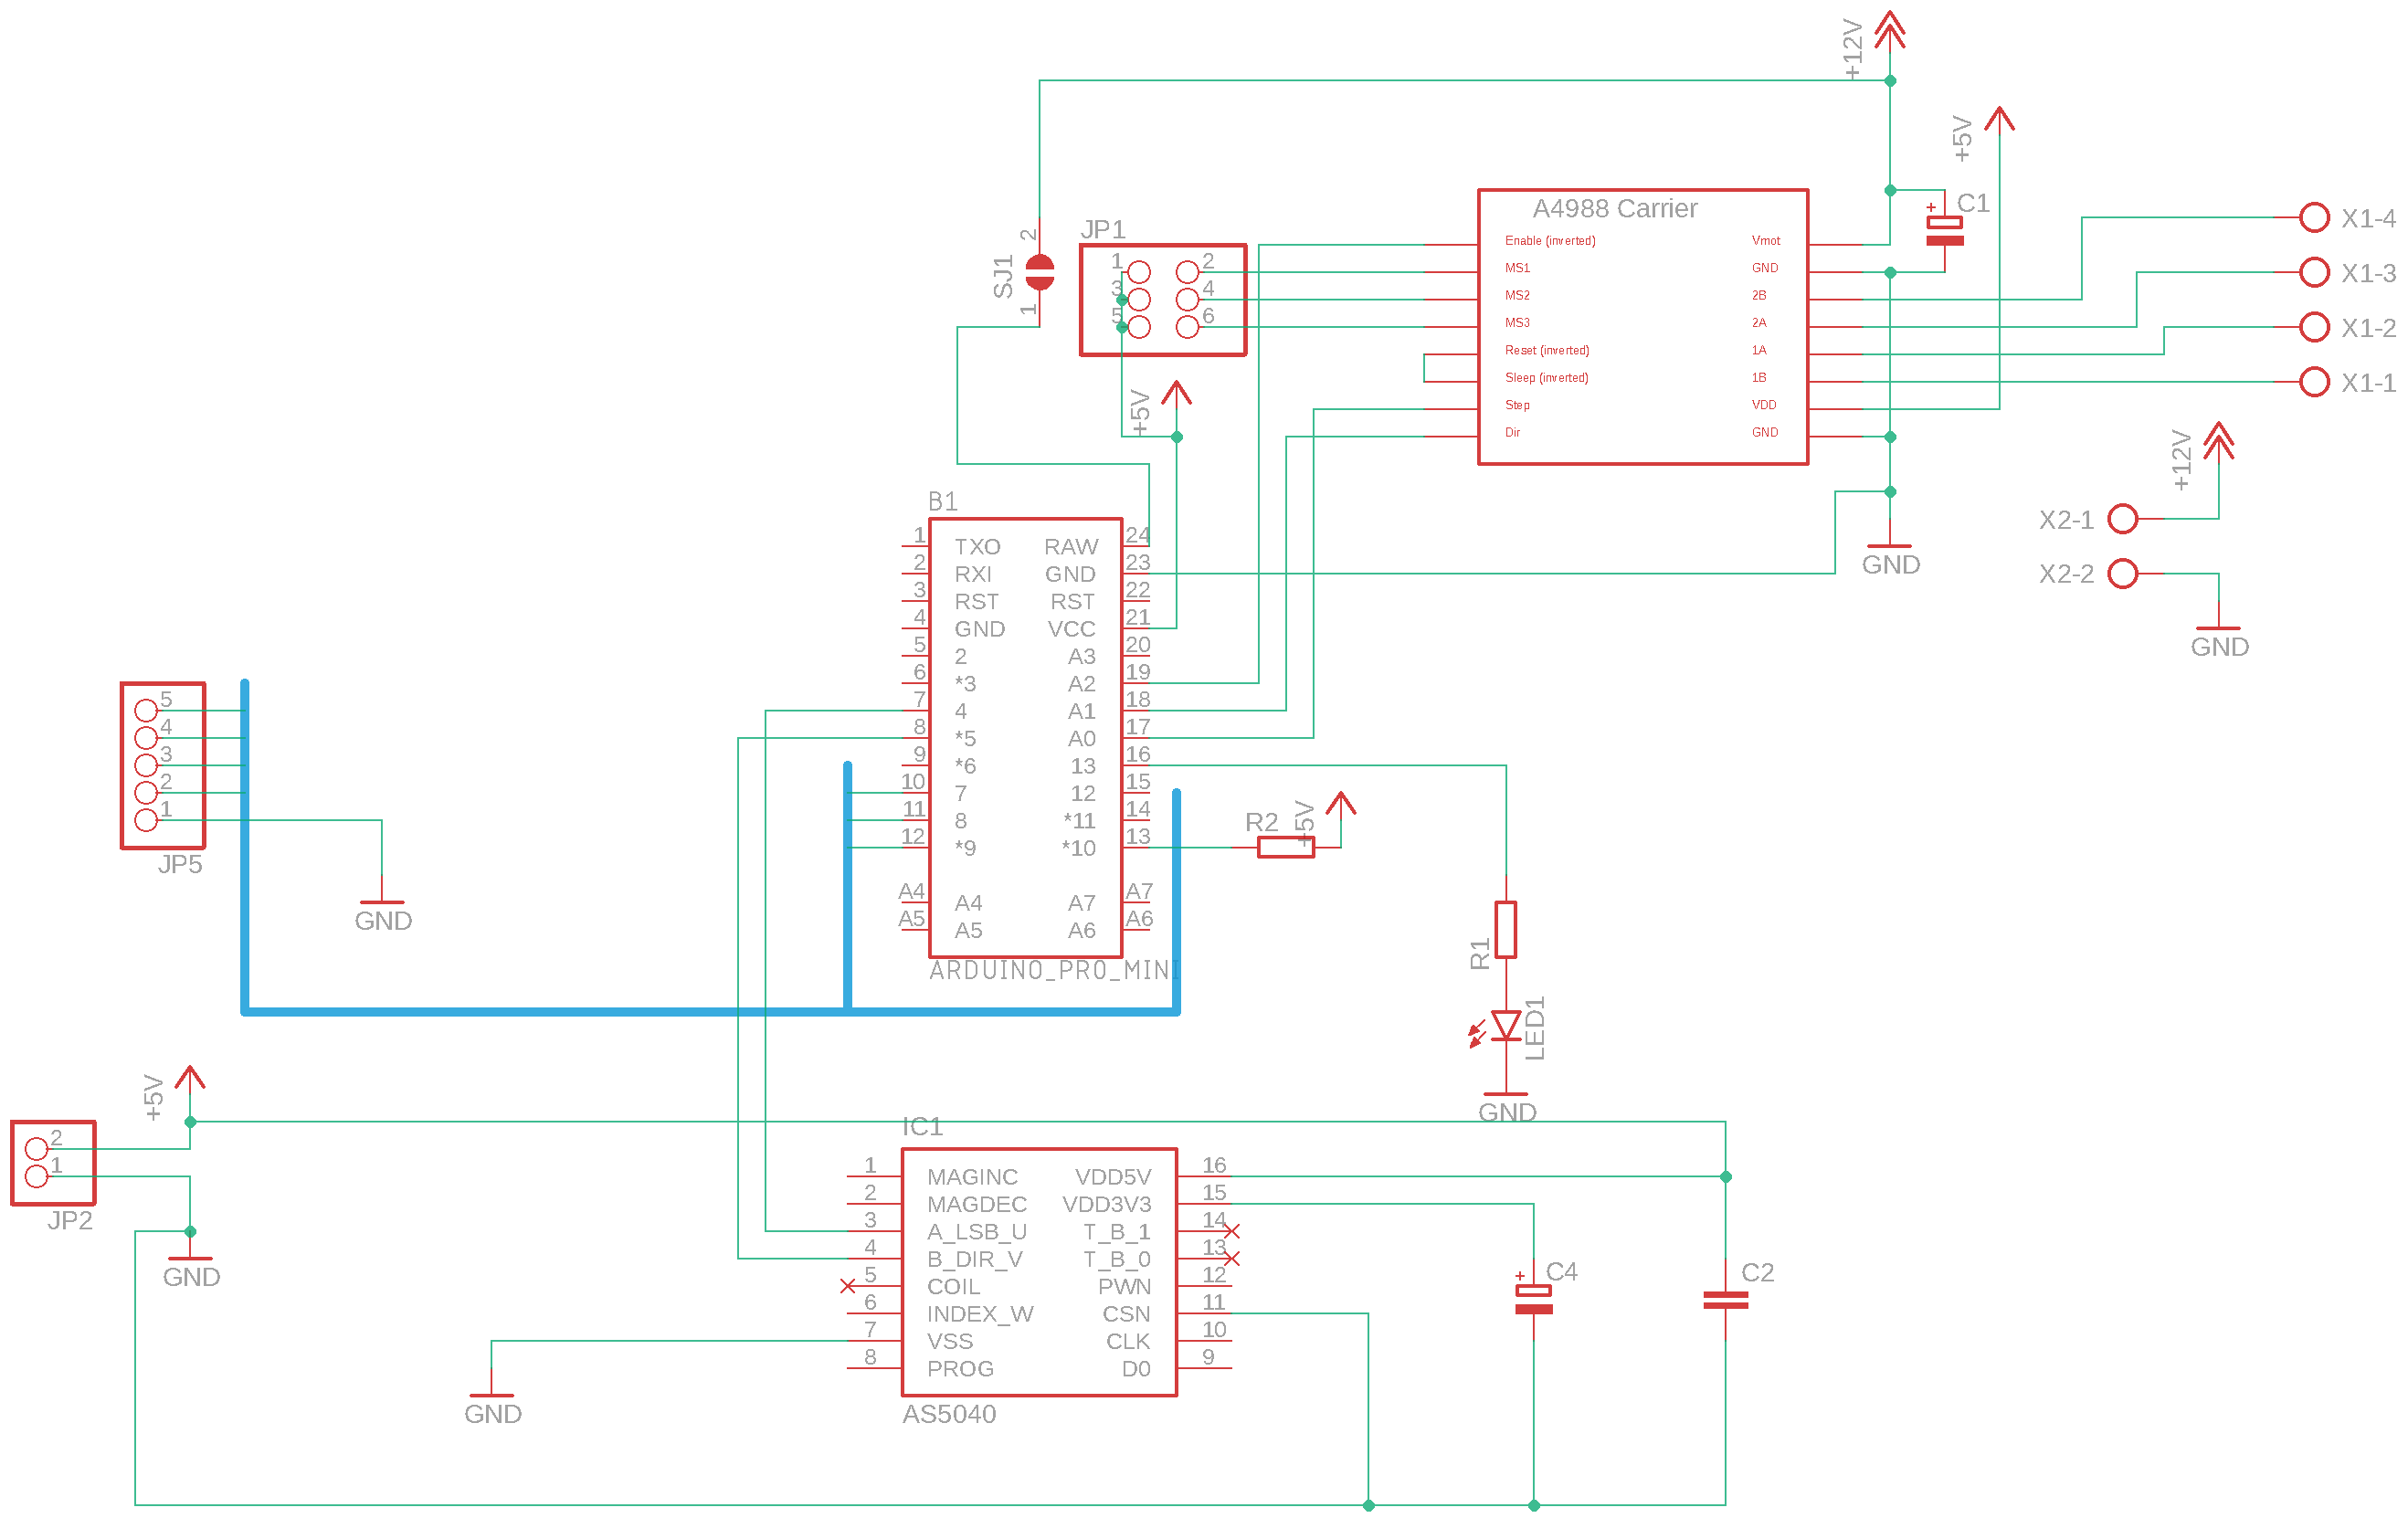 +12V
+5V
A4988 Carrier
C1
X1-4
JP1
Enable (inverted)
Vmot
2
1
2
MS1
GND
X1-3
SJ1
3
4
MS2
2B
1
5
6
MS3
2A
X1-2
Reset (inverted)
1A
Sleep (inverted)
1B
X1-1
+5V
Step
VDD
Dir
GND
+12V
B1
X2-1
1
TXO
RAW
24
2
RXI
GND
23
GND
X2-2
3
RST
RST
22
4
GND
VCC
21
GND
5
2
A3
20
6
*3
A2
19
5
7
4
A1
18
4
8
*5
A0
17
3
9
*6
13
16
2
10
7
12
15
1
11
8
*11
14
R2
+5V
12
*9
*10
13
JP5
A4
A4
A7
A7
GND
A5
A5
A6
A6
R1
ARDUINO_PRO_MINI
LED1
+5V
GND
IC1
2
1
JP2
1
MAGINC
VDD5V
16
2
MAGDEC
VDD3V3
15
3
A_LSB_U
T_B_1
14
4
B_DIR_V
T_B_0
13
GND
5
COIL
PWN
12
C4
C2
6
INDEX_W
CSN
11
7
VSS
CLK
10
8
PROG
D0
9
GND
AS5040